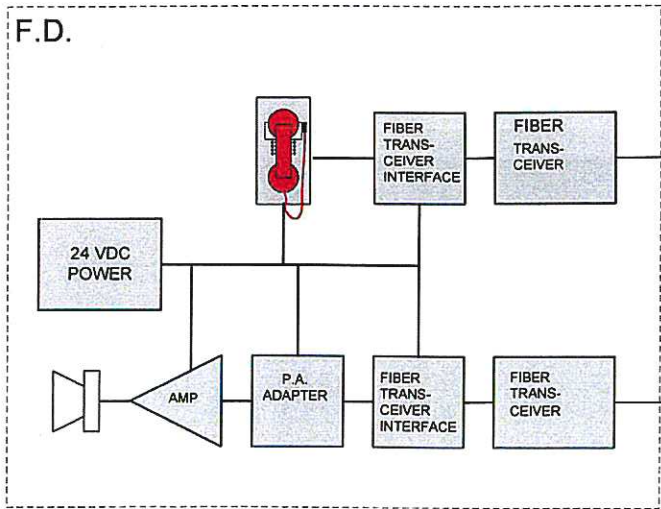 F.D.
FIBER
TRANS-
CEIVER
INTERFACE
FIBER
TRANS-
CEIVER
24 VDC
POWER
AMP
P.A.
ADAPTER
FIBER
TRANS-
CEIVER
INTERFACE
FIBER
TRANS-
CEIVER